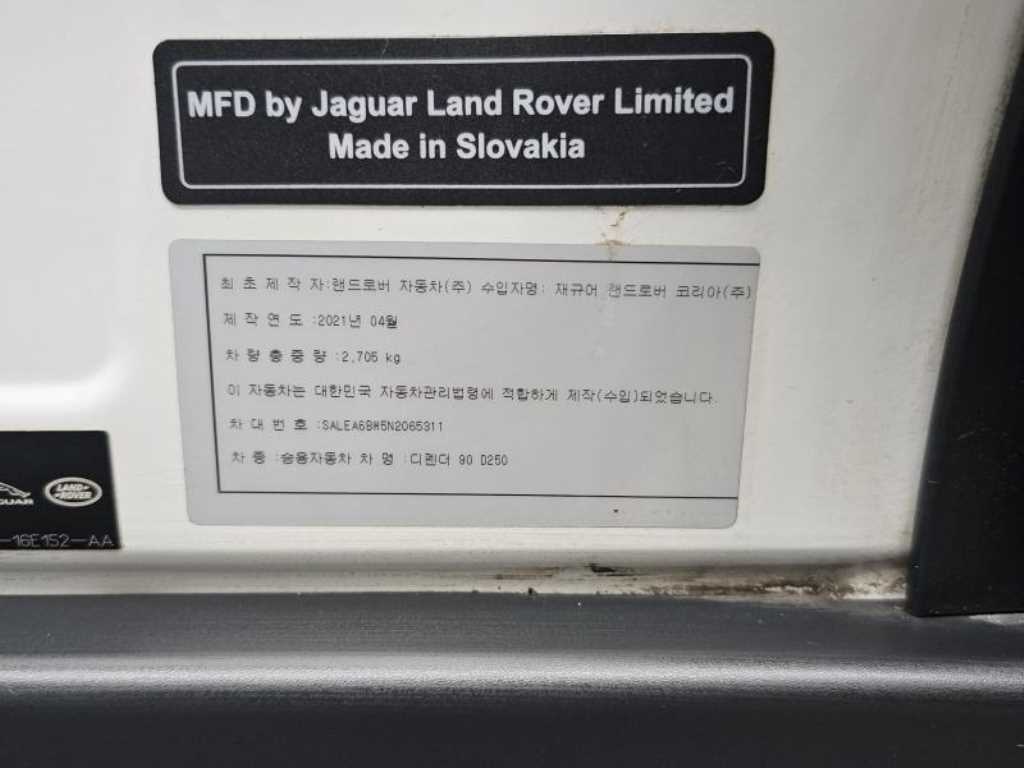 MFD by Jaguar Land Rover Limited
Made in Slovakia
최 초 제 작 자:랜드로버 자동차(주) 수입자명: 재규어 랜드로버 코리아(주)
제 작 연 도 :2021년 04월
차 량 총 중 량 :2,705 kg
이 자동차는 대한민국 자동차관리법령에 적합하게 제작(수입)되었습니다.
차 대 번 호 :SALEA6BW5N2065311
차 종 :승용자동차 차 명 :디펜더 90 D250
GUAR
LAND-
ROVER
-16E152-AA